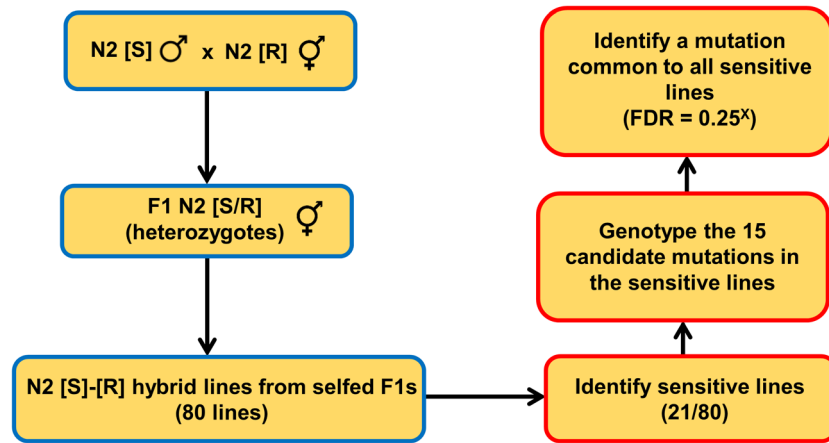 N2 [S] ♂ x N2 [R] ⚥
F1 N2 [S/R]
(heterozygotes) ⚥
N2 [S]-[R] hybrid lines from selfed F1s
(80 lines)
Identify sensitive lines
(21/80)
Genotype the 15
candidate mutations in
the sensitive lines
Identify a mutation
common to all sensitive
lines
(FDR = 0.25ˣ)